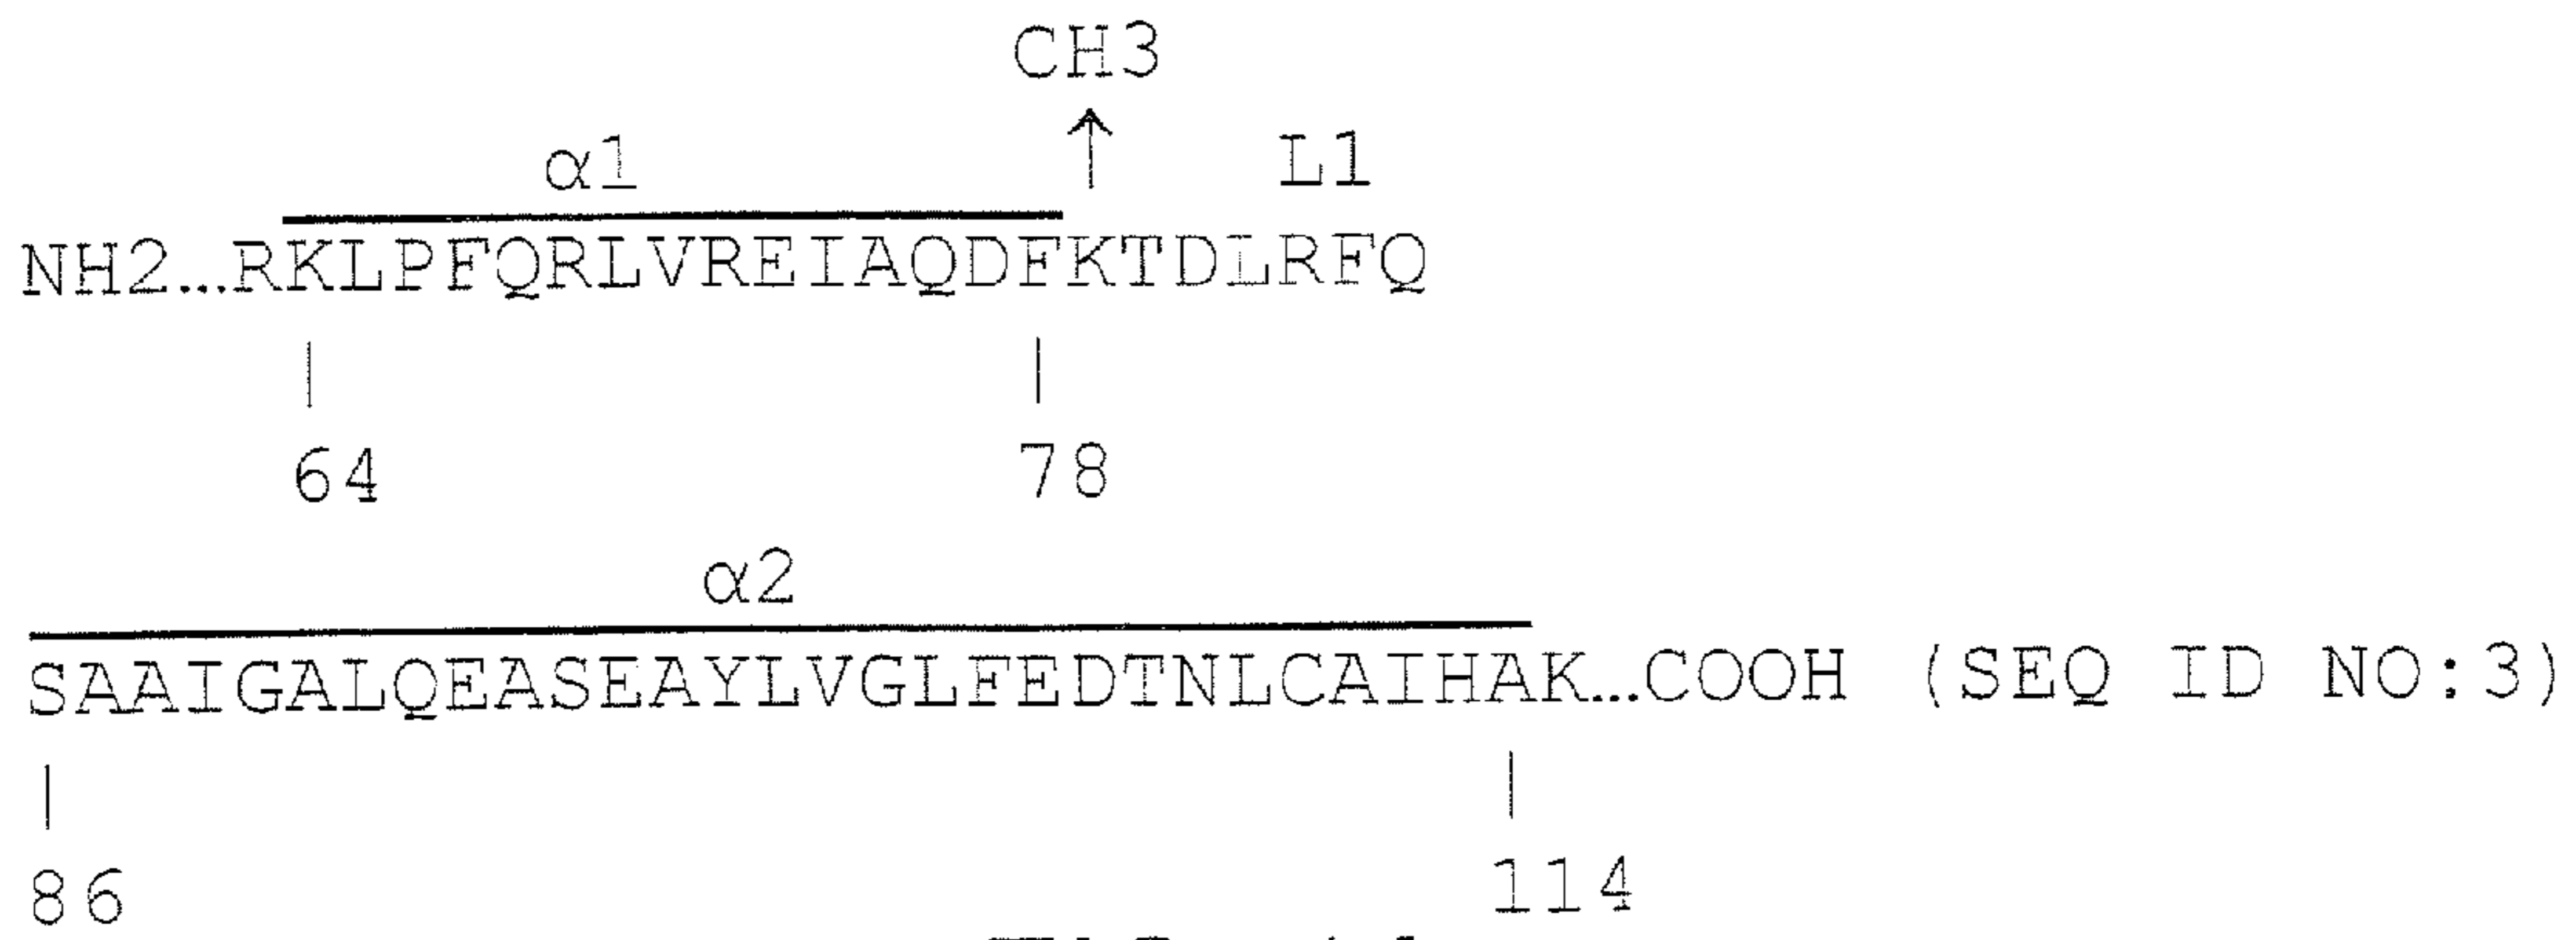 CH3
↑
α1 L1
NH2...RKLPFQRLVREIAQDFKTDLRFQ
| |
64 78
α2
SAAIGALQEASEAYLVGLFEDTNLCAIHAK...COOH (SEQ ID NO:3)
| |
86 114